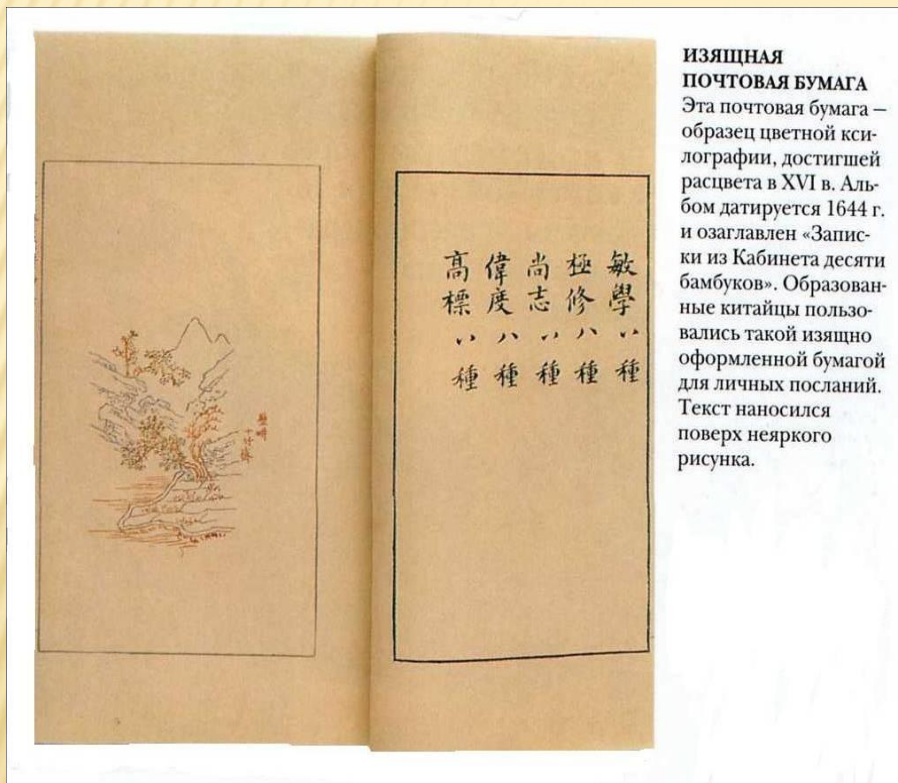 敏學八種
極修八種
尚志八種
偉度八種
高標八種
ИЗЯЩНАЯ
ПОЧТОВАЯ БУМАГА
Эта почтовая бумага –
образец цветной кси-
лографии, достигшей
расцвета в XVI в. Аль-
бом датируется 1644 г.
и озаглавлен «Запис-
ки из Кабинета десяти
бамбуков». Образован-
ные китайцы пользо-
вались такой изящно
оформленной бумагой
для личных посланий.
Текст наносился
поверх неяркого
рисунка.